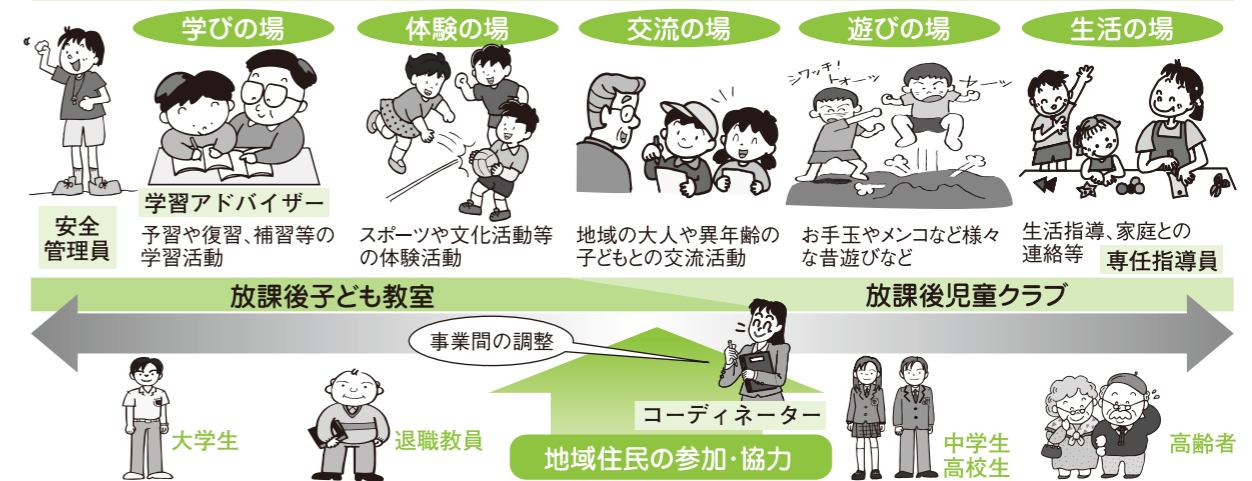 学びの場
体験の場
交流の場
遊びの場
生活の場
シワッチ!
トォーッ
ヤーッ
安全
管理員
学習アドバイザー
予習や復習、補習等の
学習活動
スポーツや文化活動等
の体験活動
地域の大人や異年齢の
子どもとの交流活動
お手玉やメンコなど様々
な昔遊びなど
生活指導、家庭との
連絡等
専任指導員
放課後子ども教室
放課後児童クラブ
事業間の調整
コーディネーター
大学生
退職教員
地域住民の参加・協力
中学生
高校生
高齢者